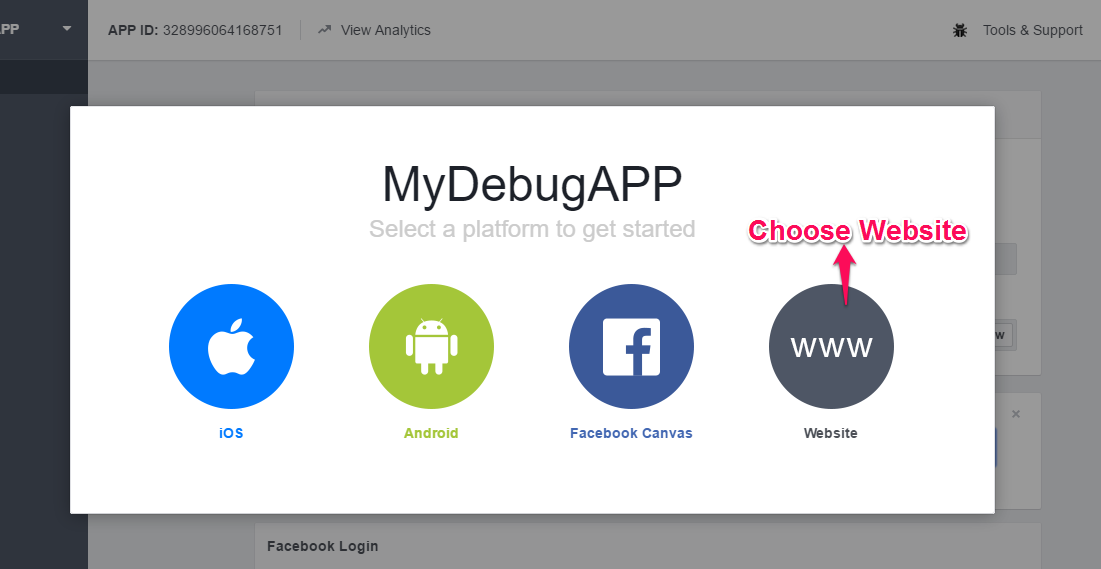 PP
APP ID: 328996064168751
View Analytics
Tools & Support
MyDebugAPP
Select a platform to get started
Choose Website
www
w
iOS
Android
Facebook Canvas
Website
Facebook Login